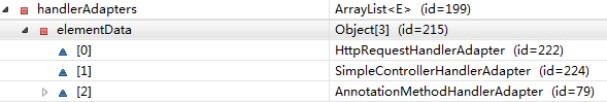 handlerAdapters ArrayList<E> (id=199)
elementData Object[3] (id=215)
[0] HttpRequestHandlerAdapter (id=222)
[1] SimpleControllerHandlerAdapter (id=224)
[2] AnnotationMethodHandlerAdapter (id=79)